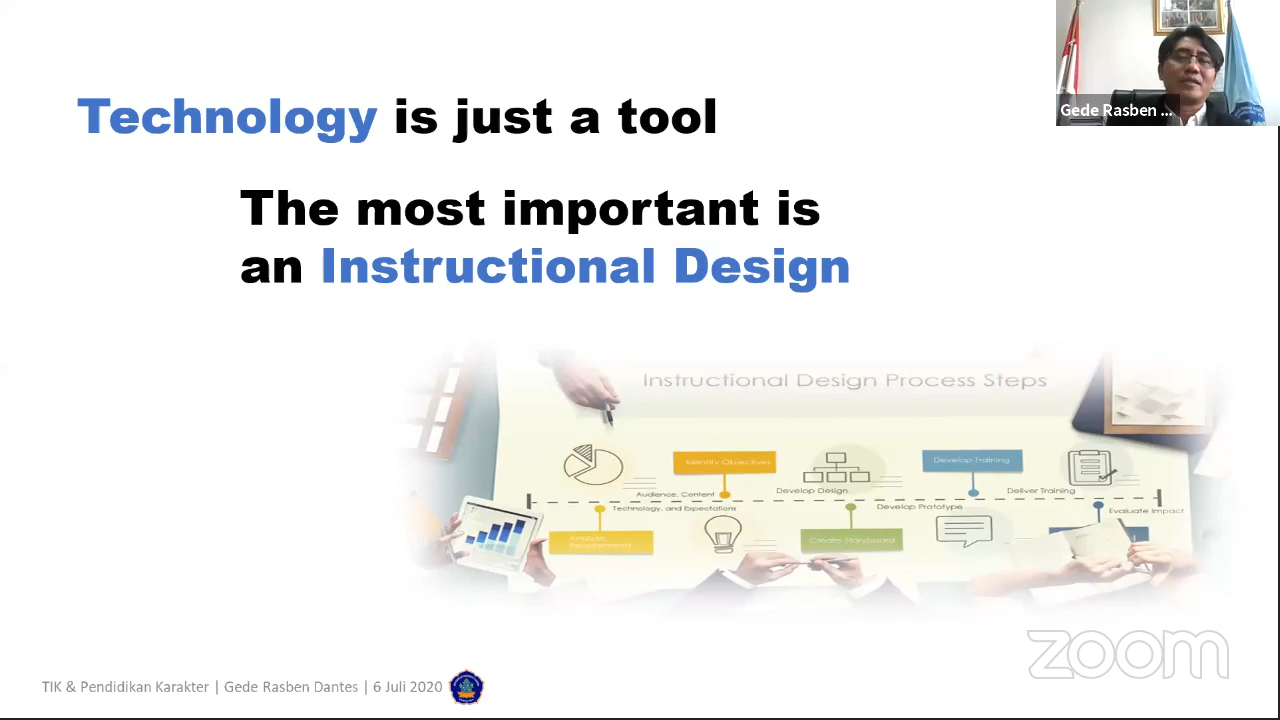 Technology is just a tool
The most important is
an Instructional Design
Gede Rasben ...
Instructional Design Process Steps
Identify Objectives
Develop Training
Audience, Content
Develop Design
Deliver Training
Technology, and Expectations
Develop Prototype
Evaluate Impact
Analyze
Requirements
Create Storyboard
zoom
TIK & Pendidikan Karakter | Gede Rasben Dantes | 6 Juli 2020